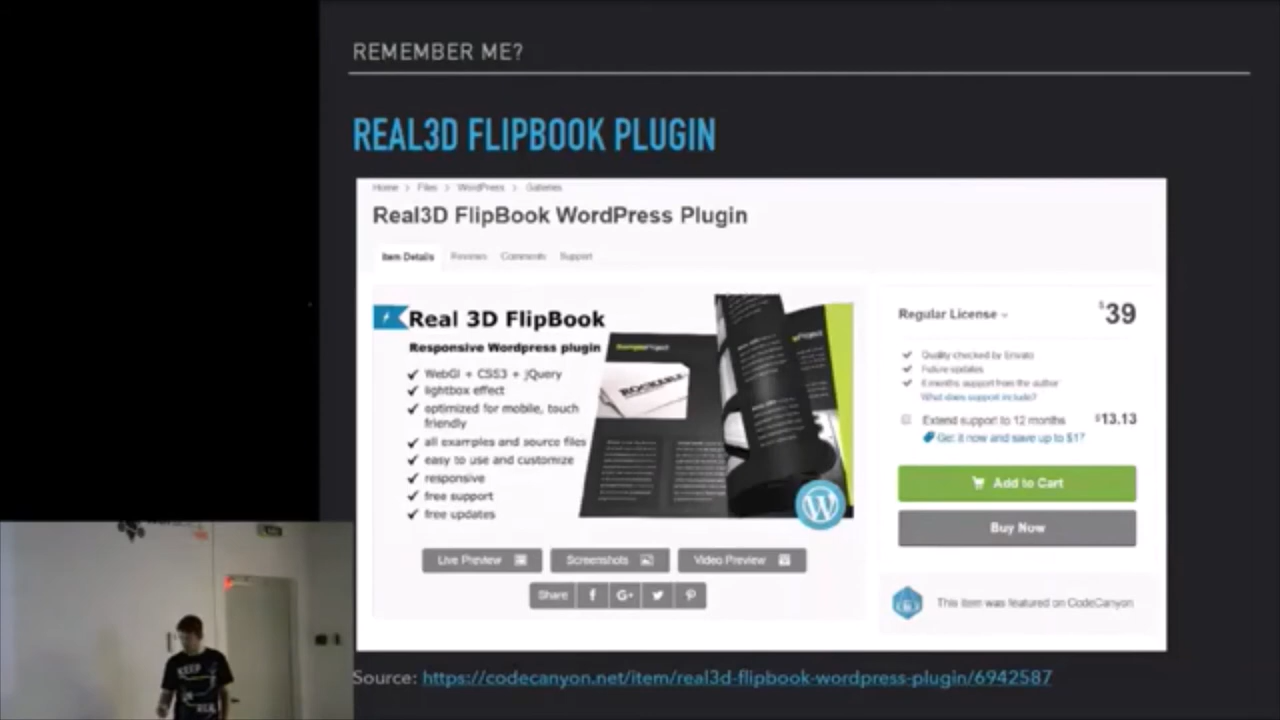 REMEMBER ME?
REAL3D FLIPBOOK PLUGIN
Home > Files > WordPress > Galleries
Real3D FlipBook WordPress Plugin
Item Details Reviews Comments Support
Real 3D FlipBook
Responsive Wordpress plugin
✓ WebGl + CSS3 + jQuery
✓ lightbox effect
✓ optimized for mobile, touch
friendly
✓ all examples and source files
✓ easy to use and customize
✓ responsive
✓ free support
✓ free updates
Live Preview Screenshots Video Preview
Share f G+
Regular License $39
✓ Quality checked by Envato
✓ Future updates
✓ 6 months support from the author
What does support include?
Extend support to 12 months $13.13
Get it now and save up to $17
Add to Cart
Buy Now
This item was featured on CodeCanyon
Source: https://codecanyon.net/item/real3d-flipbook-wordpress-plugin/6942587
KEEP